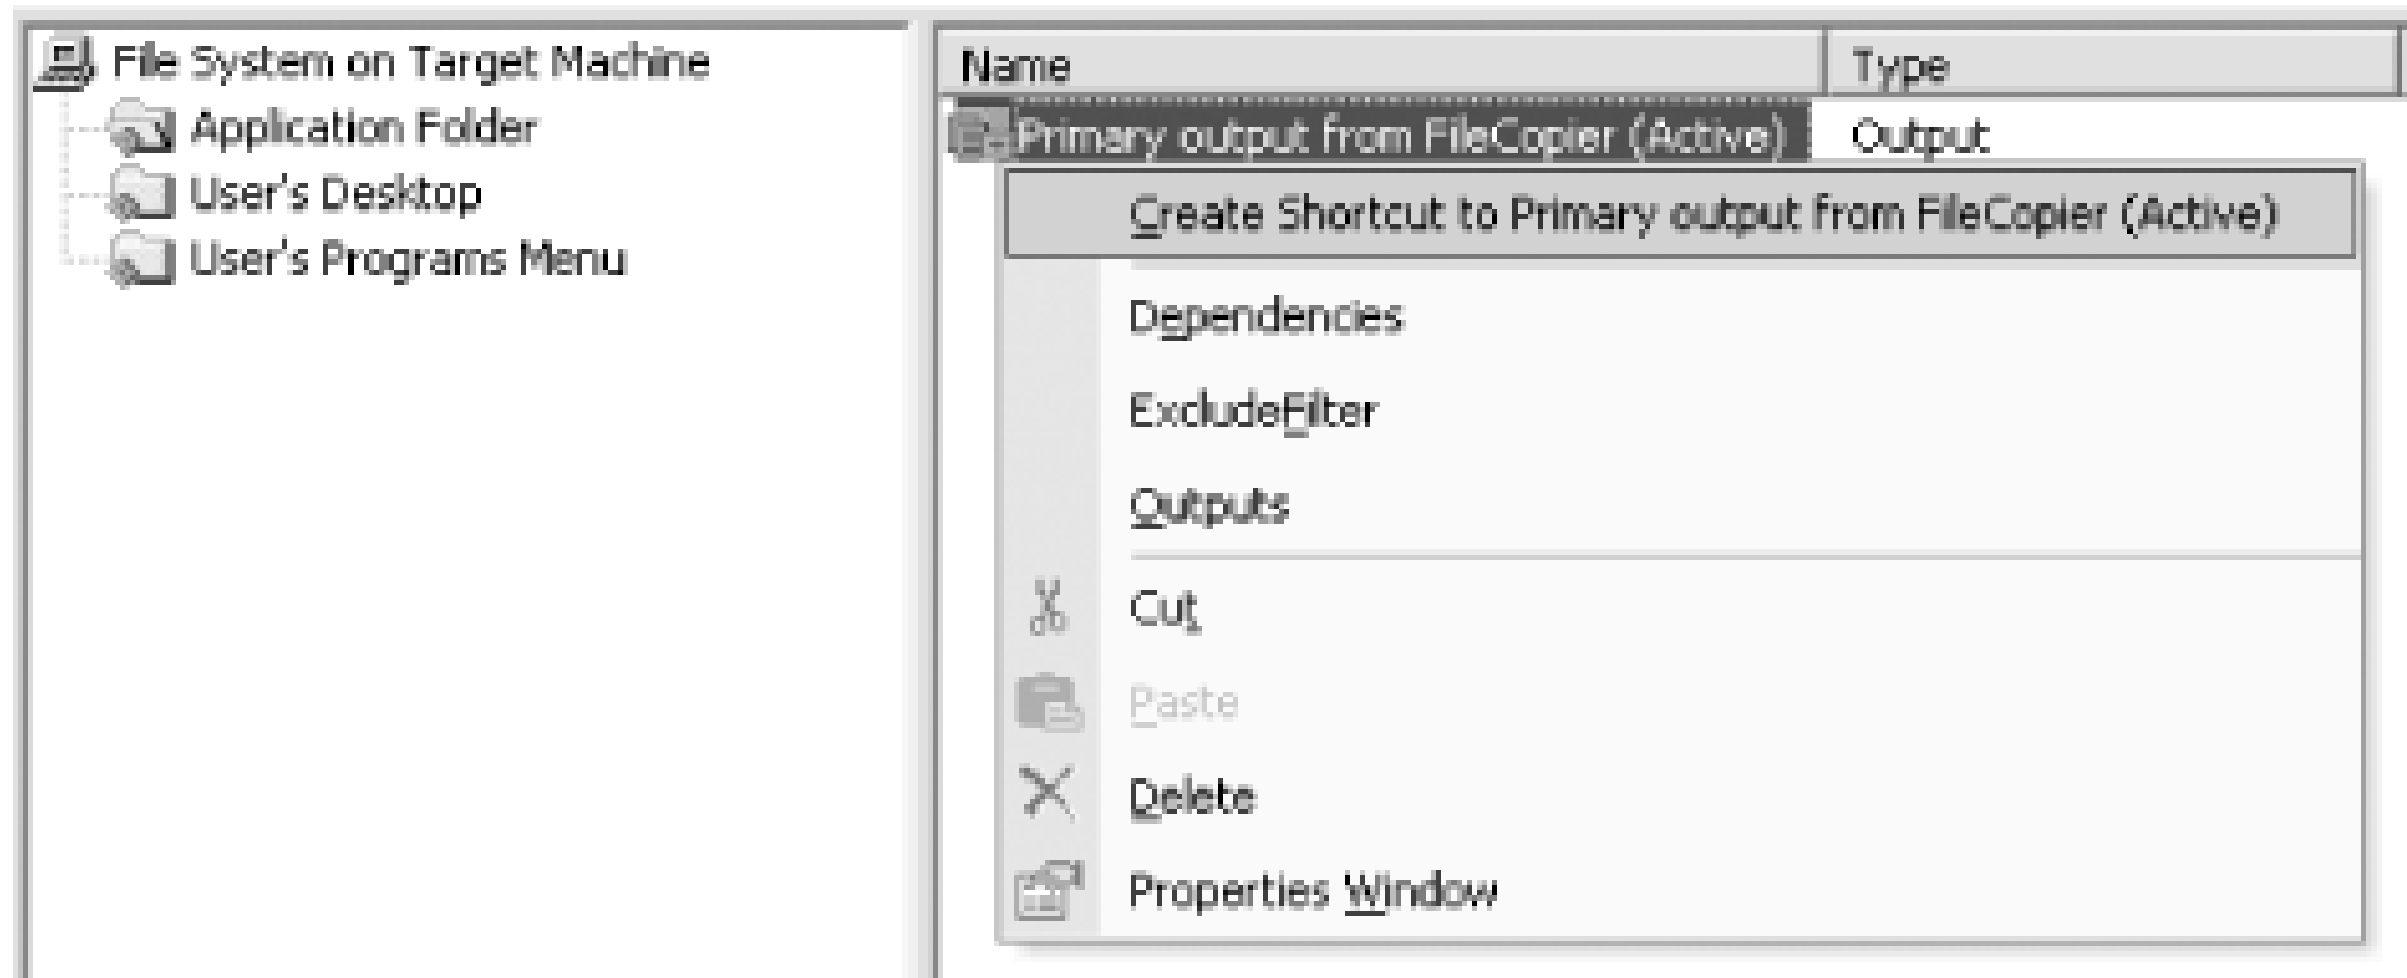 File System on Target Machine
Application Folder
User's Desktop
User's Programs Menu
Name Type
Primary output from FileCopier (Active) Output
Create Shortcut to Primary output from FileCopier (Active)
Dependencies
ExcludeFilter
Outputs
Cut
Paste
Delete
Properties Window